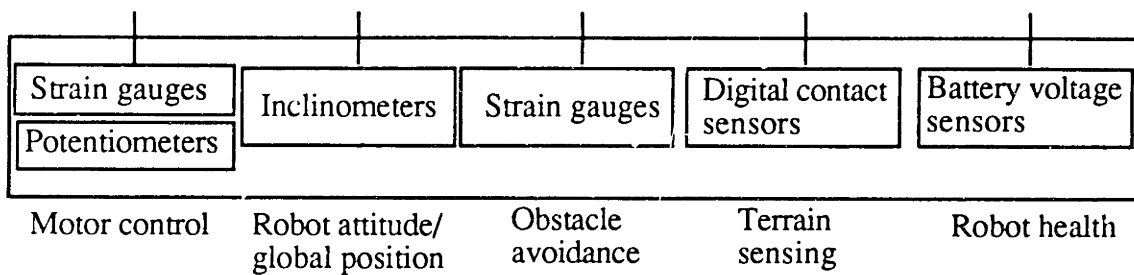 Strain gauges
Potentiometers
Inclinometers
Strain gauges
Digital contact
sensors
Battery voltage
sensors
Motor control
Robot attitude/
global position
Obstacle
avoidance
Terrain
sensing
Robot health